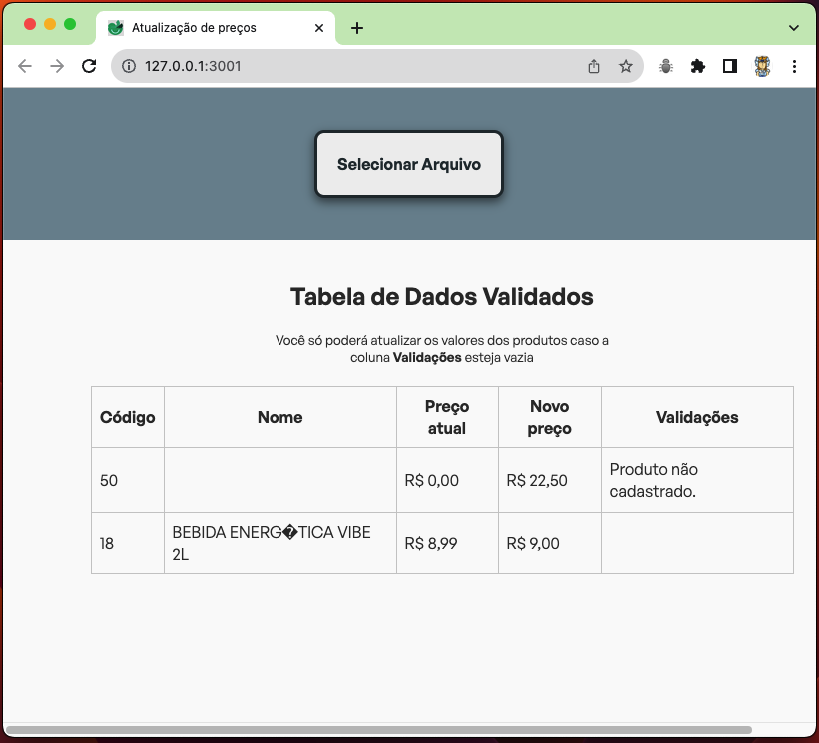 Atualização de preços
127.0.0.1:3001
Selecionar Arquivo
Tabela de Dados Validados
Você só poderá atualizar os valores dos produtos caso a
coluna Validações esteja vazia
Código Nome Preço atual Novo preço Validações
50 R$ 0,00 R$ 22,50 Produto não cadastrado.
18 BEBIDA ENERG�TICA VIBE 2L R$ 8,99 R$ 9,00